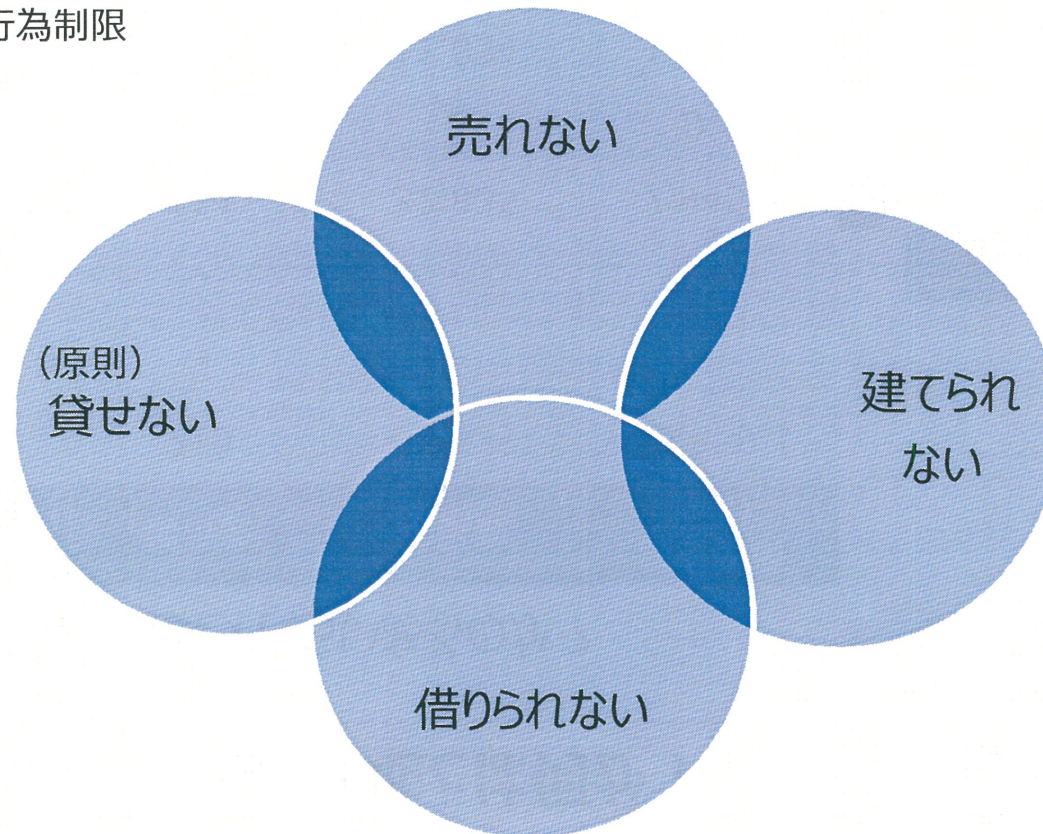 行為制限
売れない
(原則)
貸せない
建てられ
ない
借りられない